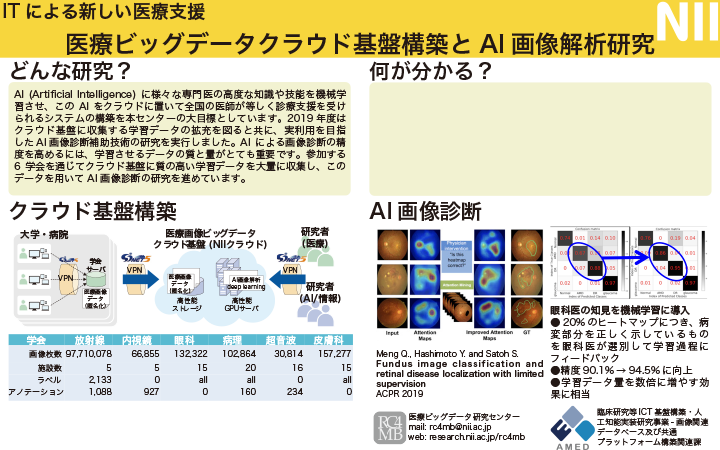 ITによる新しい医療支援
NII
医療ビッグデータクラウド基盤構築とAI画像解析研究
どんな研究？
AI (Artificial Intelligence) に様々な専門医の高度な知識や技能を機械学
習させ、この AI をクラウドに置いて全国の医師が等しく診療支援を受け
られるシステムの構築を本センターの大目標としています。2019年度は
クラウド基盤に収集する学習データの拡充を図ると共に、実利用を目指
したAI画像診断補助技術の研究を実行しました。AI による画像診断の精
度を高めるには、学習させるデータの質と量がとても重要です。参加する
6 学会を通じてクラウド基盤に質の高い学習データを大量に収集し、この
データを用いて AI 画像診断の研究を進めています。
何が分かる？
クラウド基盤構築
大学・病院
VPN
学会
サーバ
医療画像
データ
(匿名化)
医療画像ビッグデータ
クラウド基盤 (NIIクラウド)
SINET5
VPN
医療画像
データ
(匿名化)
高性能
ストレージ
AI画像解析
deep learning
高性能
GPUサーバ
SINET5
VPN
研究者
(医療)
研究者
(AI/情報)
学会 放射線 内視鏡 眼科 病理 超音波 皮膚科
画像枚数 97,710,078 66,855 132,322 102,864 30,814 157,277
施設数 5 5 15 20 16 15
ラベル 2,133 0 all all 0 all
アノテーション 1,088 927 0 160 234 0
AI 画像診断
Physician
intervention
"Is this
heatmap
correct?"
Attention Mining
Input
Attention
Maps
Improved Attention
Maps
GT
Meng Q., Hashimoto Y. and Satoh S.
Fundus image classification and
retinal disease localization with limited
supervision
ACPR 2019
眼科医の知見を機械学習に導入
●20%のヒートマップにつき、病
変部分を正しく示しているもの
を眼科医が選別して学習過程に
フィードバック
●精度 90.1% → 94.5% に向上
●学習データ量を数倍に増やす効
果に相当
RC4
MB
医療ビッグデータ研究センター
mail: rc4mb@nii.ac.jp
web: research.nii.ac.jp/rc4mb
AMED
臨床研究等 ICT 基盤構築・人
工知能実装研究事業 - 画像関連
データベース及び共通
プラットフォーム構築関連課